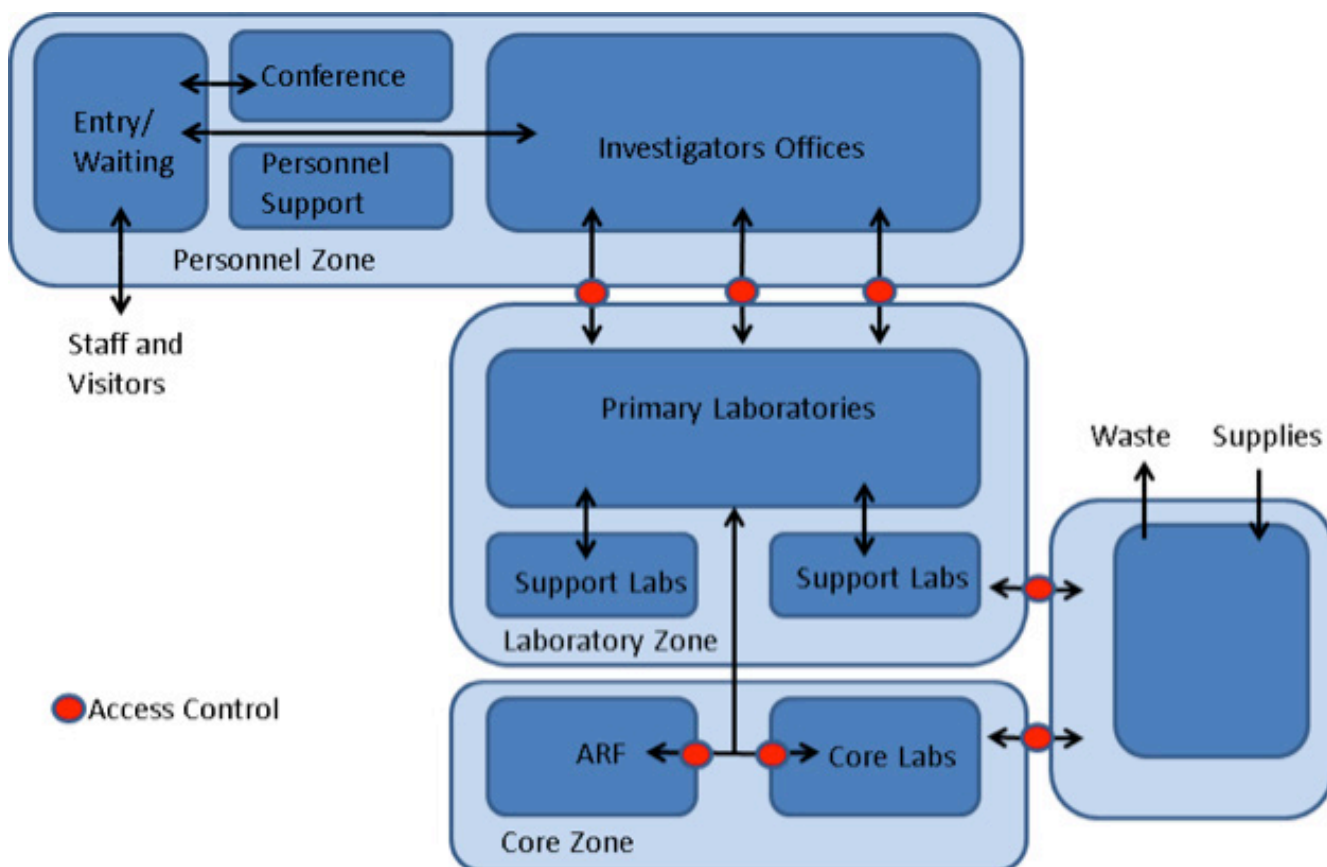 Conference
Entry/
Waiting
Investigators Offices
Personnel
Support
Personnel Zone
Staff and
Visitors
Primary Laboratories
Waste
Supplies
Support Labs
Support Labs
Laboratory Zone
Access Control
ARF
Core Labs
Core Zone